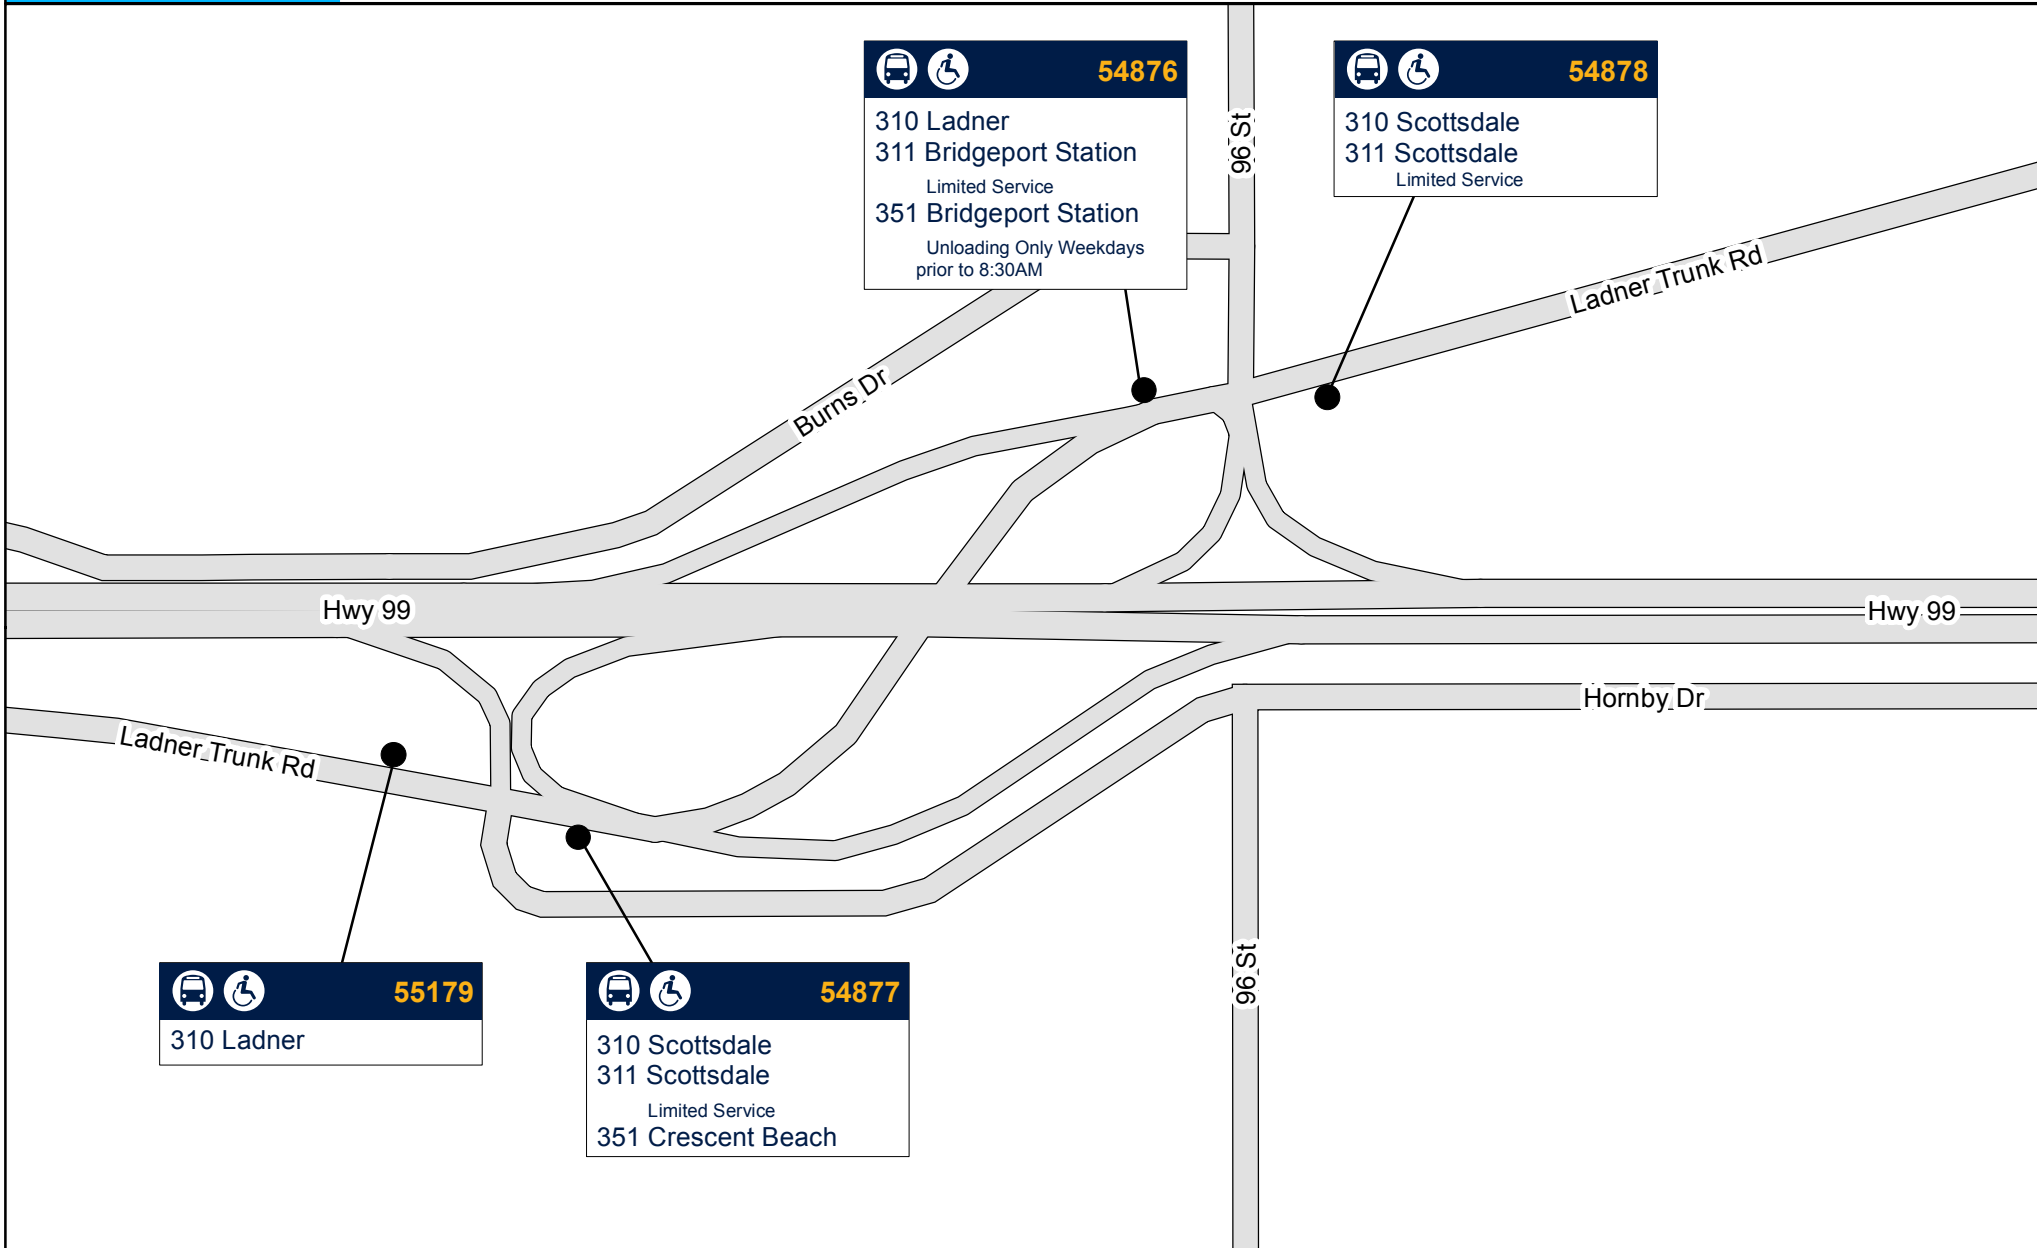 54876
310 Ladner
311 Bridgeport Station
Limited Service
351 Bridgeport Station
Unloading Only Weekdays
prior to 8:30AM
96 St
54878
310 Scottsdale
311 Scottsdale
Limited Service
Ladner Trunk Rd
Burns Dr
Hwy 99
Hwy 99
Hornby Dr
Ladner Trunk Rd
55179
310 Ladner
54877
310 Scottsdale
311 Scottsdale
Limited Service
351 Crescent Beach
96 St